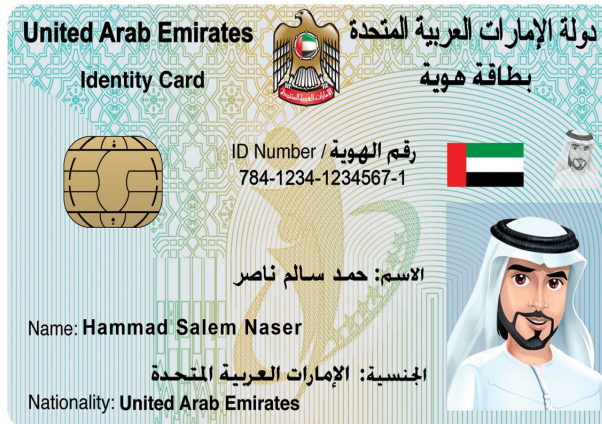 United Arab Emirates
دولة الإمارات العربية المتحدة
Identity Card
بطاقة هوية
ID Number / رقم الهوية
784-1234-1234567-1
الاسم: حمد سالم ناصر
Name: Hammad Salem Naser
الجنسية: الإمارات العربية المتحدة
Nationality: United Arab Emirates